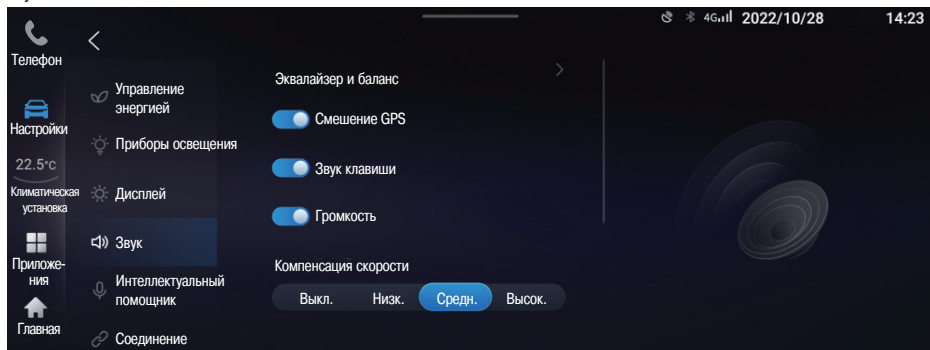 4G 2022/10/28 14:23
Телефон
Настройки
22.5°C
Климатическая
установка
Приложе-
ния
Главная
Управление
энергией
Приборы освещения
Дисплей
Звук
Интеллектуальный
помощник
Соединение
Эквалайзер и баланс
Смешение GPS
Звук клавиши
Громкость
Компенсация скорости
Выкл. Низк. Средн. Высок.